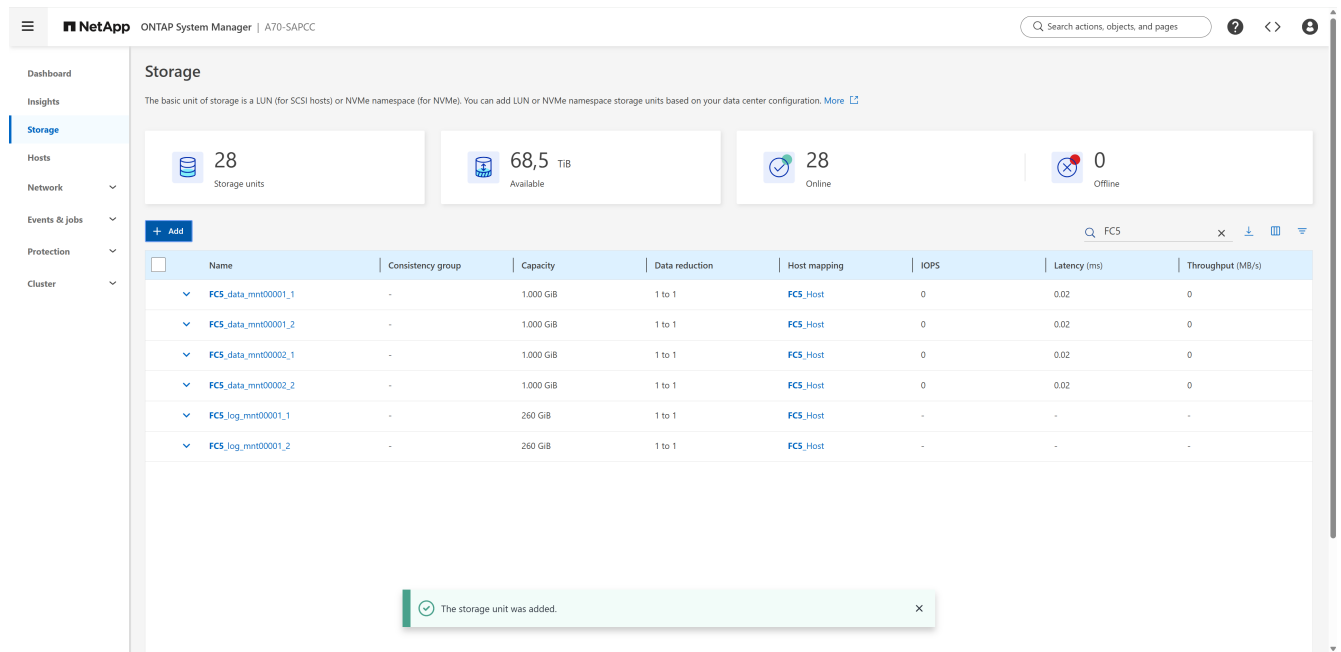 NetApp ONTAP System Manager | A70-SAPCC
Search actions, objects, and pages
Dashboard
Insights
Storage
Hosts
Network
Events & jobs
Protection
Cluster
Storage
The basic unit of storage is a LUN (for SCSI hosts) or NVMe namespace (for NVMe). You can add LUN or NVMe namespace storage units based on your data center configuration. More
28
Storage units
68,5 TiB
Available
28
Online
0
Offline
+ Add
FC5
Name Consistency group Capacity Data reduction Host mapping IOPS Latency (ms) Throughput (MB/s)
FC5_data_mnt00001_1 - 1.000 GiB 1 to 1 FC5_Host 0 0.02 0
FC5_data_mnt00001_2 - 1.000 GiB 1 to 1 FC5_Host 0 0.02 0
FC5_data_mnt00002_1 - 1.000 GiB 1 to 1 FC5_Host 0 0.02 0
FC5_data_mnt00002_2 - 1.000 GiB 1 to 1 FC5_Host 0 0.02 0
FC5_log_mnt00001_1 - 260 GiB 1 to 1 FC5_Host - - -
FC5_log_mnt00001_2 - 260 GiB 1 to 1 FC5_Host - - -
The storage unit was added.